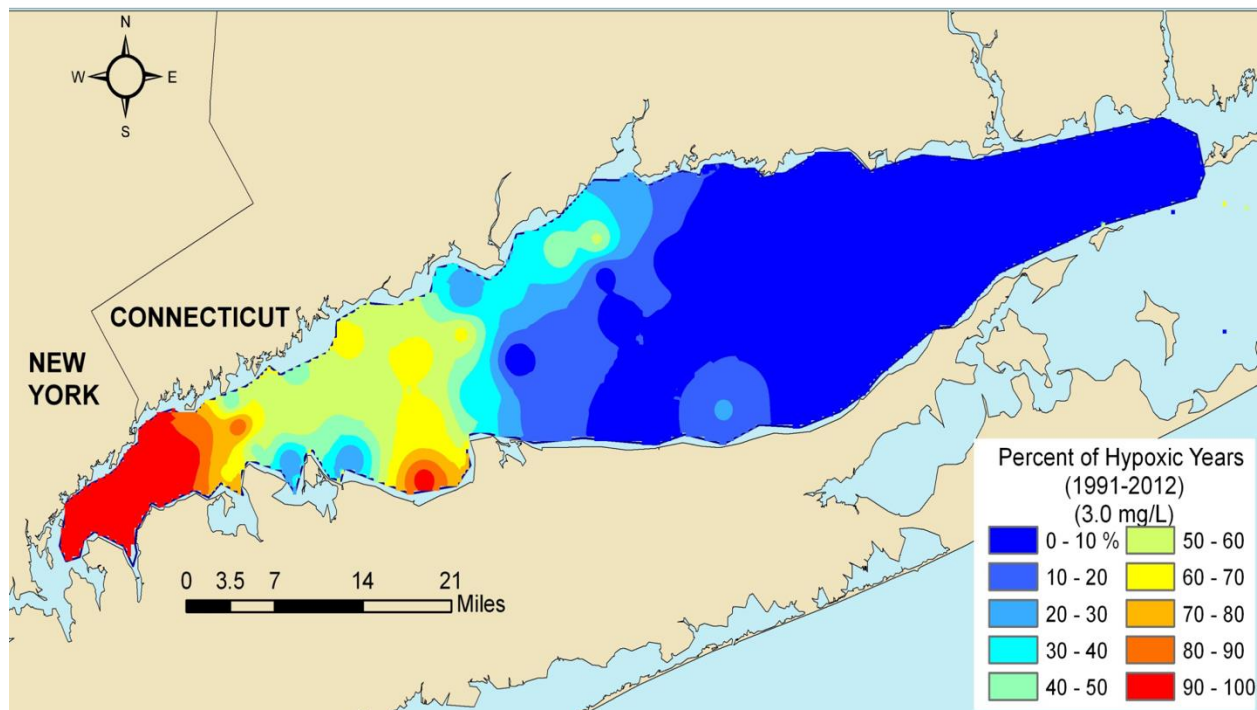 N
W E
S
CONNECTICUT
NEW
YORK
0 3.5 7 14 21
Miles
Percent of Hypoxic Years
(1991-2012)
(3.0 mg/L)
0 - 10 % 50 - 60
10 - 20 60 - 70
20 - 30 70 - 80
30 - 40 80 - 90
40 - 50 90 - 100